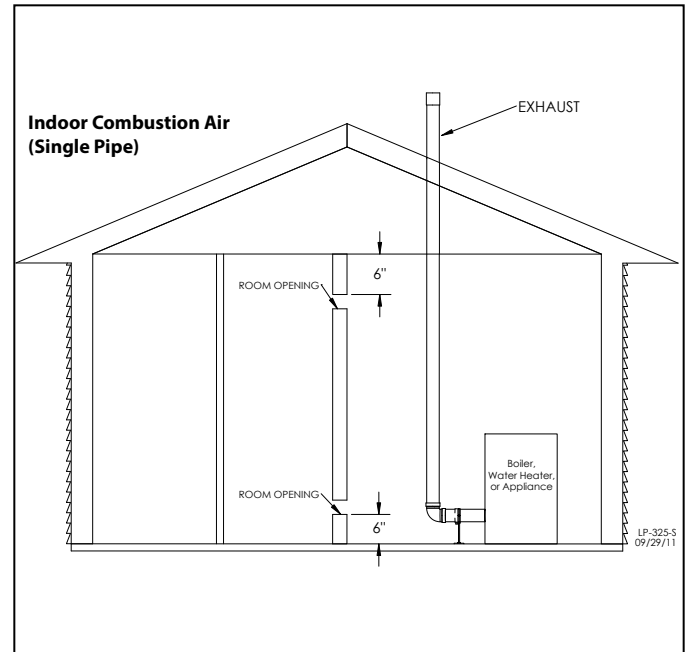 Indoor Combustion Air
(Single Pipe)
EXHAUST
6"
ROOM OPENING
Boiler,
Water Heater,
or Appliance
ROOM OPENING
6"
LP-325-S
09/29/11